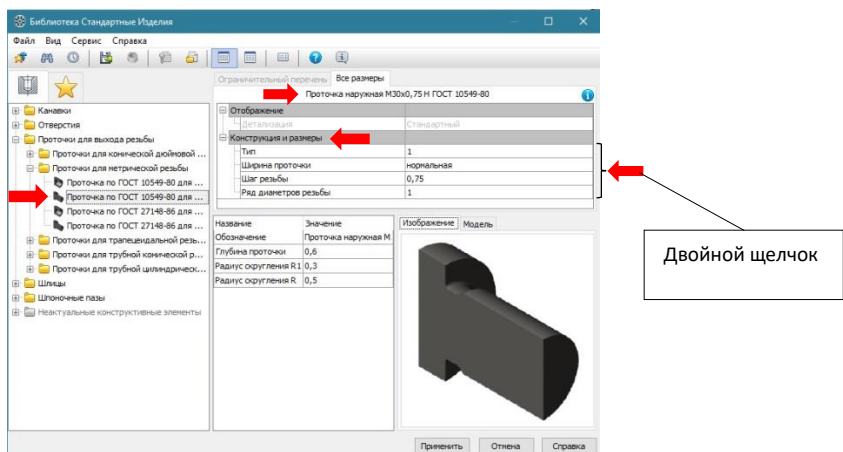 Библиотека Стандартные Изделия
Файл Вид Сервис Справка
Ограничительный перечень Все размеры
Проточка наружная М30x0,75 Н ГОСТ 10549-80
Канавки
Отверстия
Проточки для выхода резьбы
Проточки для конической дюймовой ...
Проточки для метрической резьбы
Проточка по ГОСТ 10549-80 для ...
Проточка по ГОСТ 10549-80 для ...
Проточка по ГОСТ 27148-86 для ...
Проточка по ГОСТ 27148-86 для ...
Проточки для трапецеидальной резь...
Проточки для трубной конической р...
Проточки для трубной цилиндрическ...
Шлицы
Шпоночные пазы
Неактуальные конструктивные элементы
Отображение
Детализация Стандартный
Конструкция и размеры
Тип 1
Ширина проточки нормальная
Шаг резьбы 0,75
Ряд диаметров резьбы 1
Название Значение
Обозначение Проточка наружная М
Глубина проточки 0,6
Радиус скругления R1 0,3
Радиус скругления R 0,5
Изображение Модель
Двойной щелчок
Применить Отмена Справка